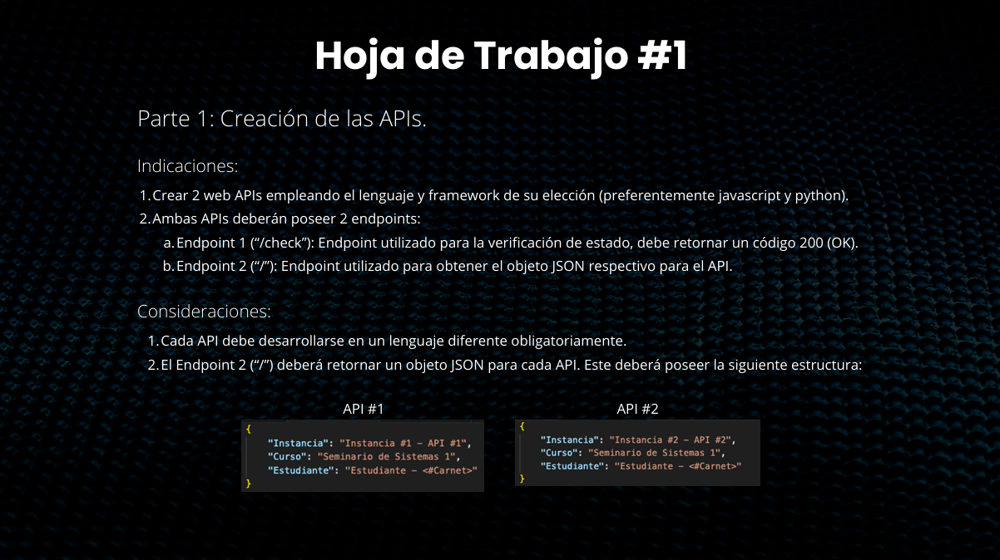 Hoja de Trabajo #1
Parte 1: Creación de las APIs.
Indicaciones:
1. Crear 2 web APIs empleando el lenguaje y framework de su elección (preferentemente javascript y python).
2. Ambas APIs deberán poseer 2 endpoints:
a. Endpoint 1 (“/check”): Endpoint utilizado para la verificación de estado, debe retornar un código 200 (OK).
b. Endpoint 2 (“/”): Endpoint utilizado para obtener el objeto JSON respectivo para el API.
Consideraciones:
1. Cada API debe desarrollarse en un lenguaje diferente obligatoriamente.
2. El Endpoint 2 (“/”) deberá retornar un objeto JSON para cada API. Este deberá poseer la siguiente estructura:
API #1
{
"Instancia": "Instancia #1 - API #1",
"Curso": "Seminario de Sistemas 1",
"Estudiante": "Estudiante - <#Carnet>"
}
API #2
{
"Instancia": "Instancia #2 - API #2",
"Curso": "Seminario de Sistemas 1",
"Estudiante": "Estudiante - <#Carnet>"
}